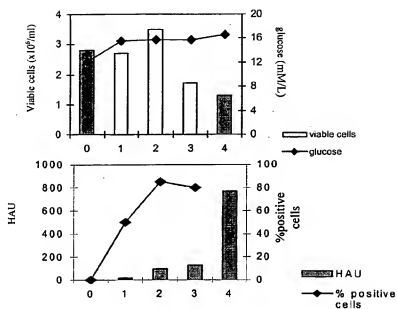 Viable cells (x10⁶/ml)
4
3
2
1
0
20
16
12
8
4
0
glucose (mM/L)
0 1 2 3 4
viable cells
glucose
HAU
1000
800
600
400
200
0
100
80
60
40
20
0
%positive
cells
0 1 2 3 4
HAU
% positive
cells